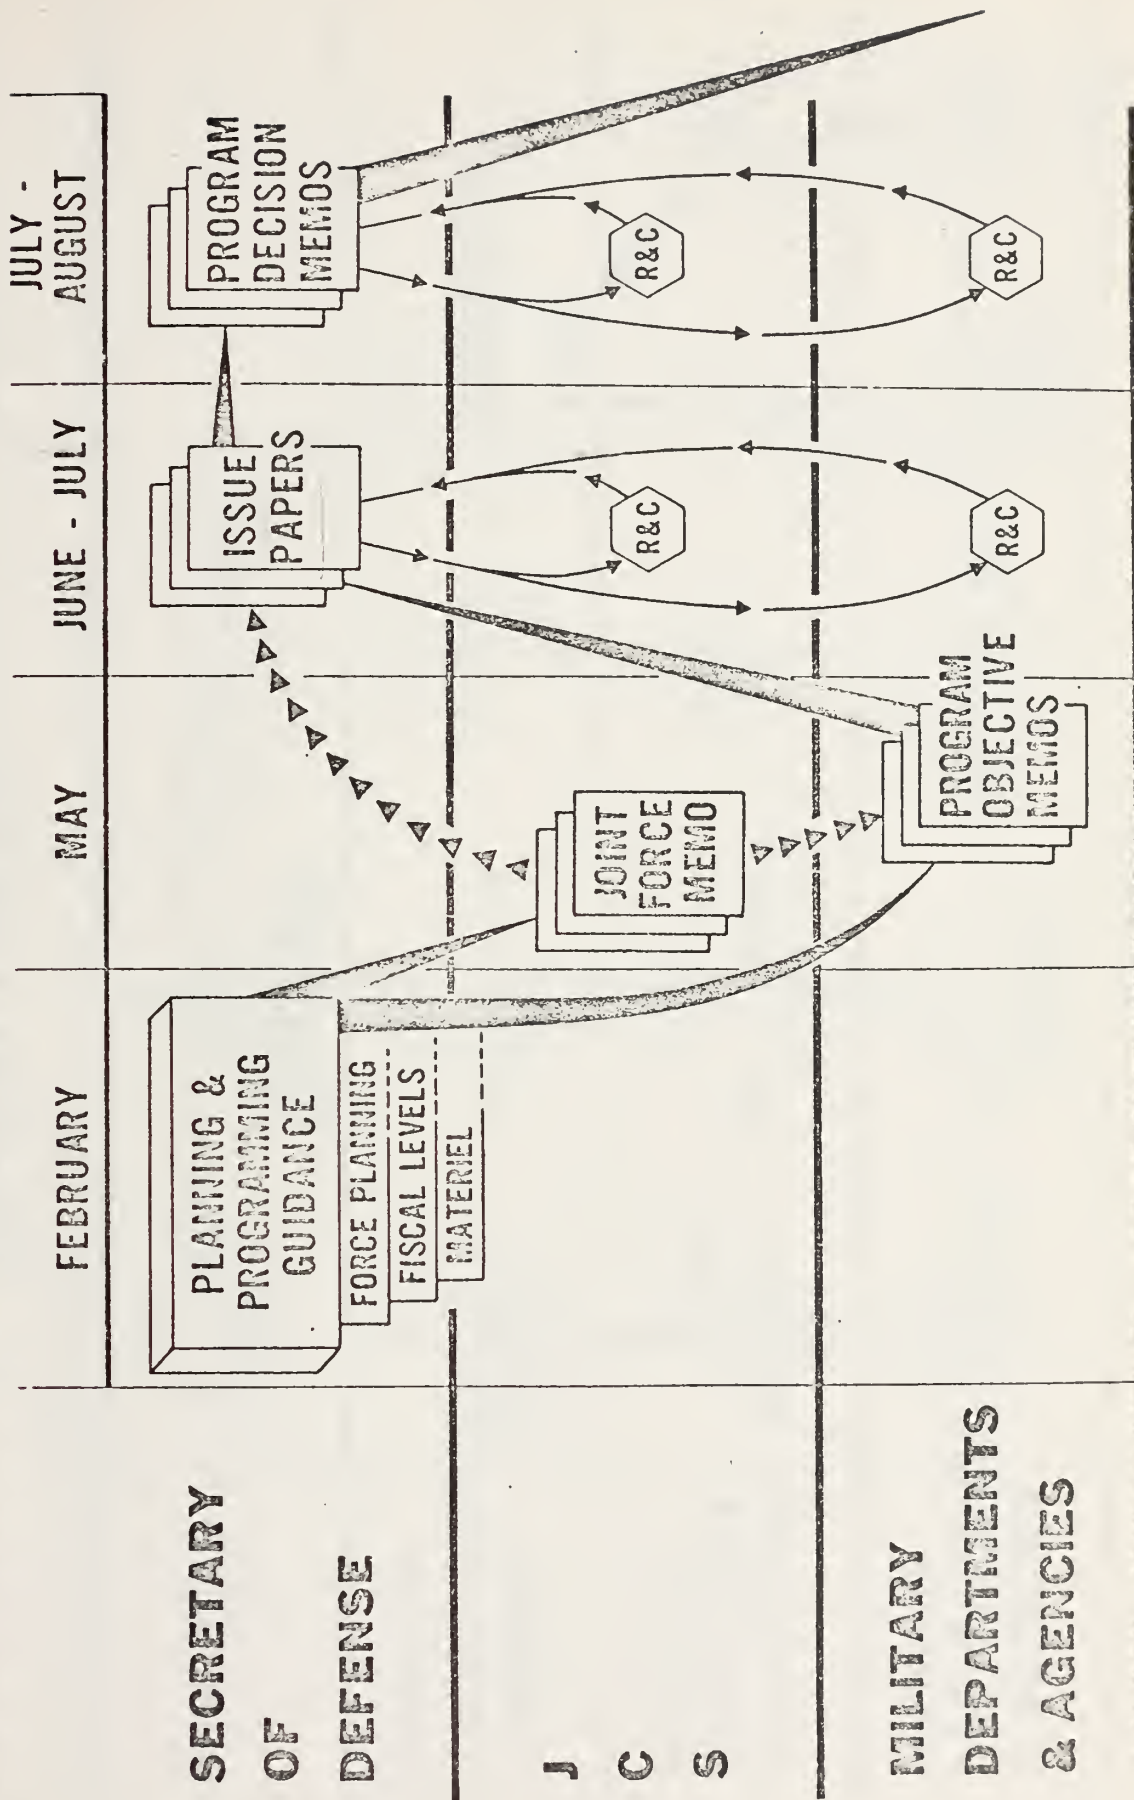 FEBRUARY
MAY
JUNE - JULY
JULY -
AUGUST
SECRETARY
OF
DEFENSE
PLANNING &
PROGRAMMING
GUIDANCE
FORCE PLANNING
FISCAL LEVELS
MATERIEL
ISSUE
PAPERS
PROGRAM
DECISION
MEMOS
J
C
S
JOINT
FORCE
MEMO
R&C
R&C
MILITARY
DEPARTMENTS
& AGENCIES
PROGRAM
OBJECTIVE
MEMOS
R&C
R&C